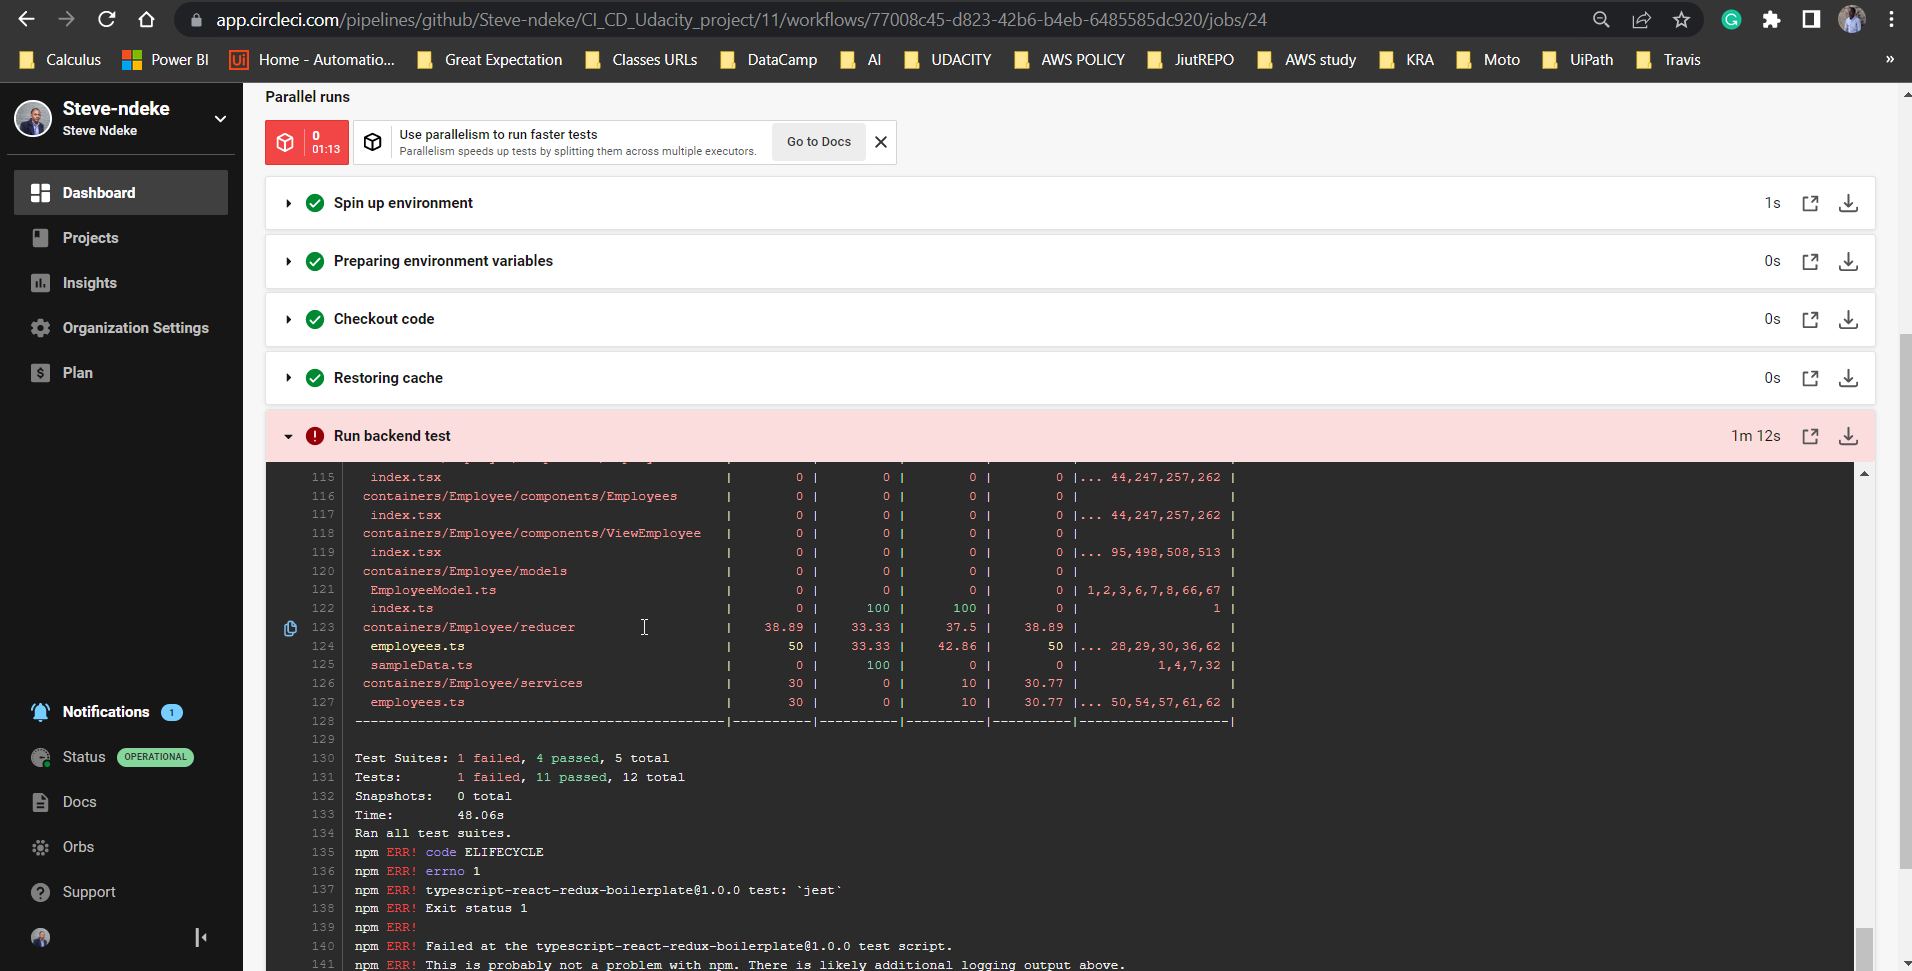 app.circleci.com/pipelines/github/Steve-ndeke/CI_CD_Udacity_project/11/workflows/77008c45-d823-42b6-b4eb-6485585dc920/jobs/24
Calculus Power BI Ui Home - Automatio... Great Expectation Classes URLs DataCamp AI UDACITY AWS POLICY JiutREPO AWS study KRA Moto UiPath Travis »
Steve-ndeke
Steve Ndeke
Dashboard
Projects
Insights
Organization Settings
Plan
Notifications 1
Status OPERATIONAL
Docs
Orbs
Support
Parallel runs
0
01:13
Use parallelism to run faster tests
Parallelism speeds up tests by splitting them across multiple executors.
Go to Docs
Spin up environment 1s
Preparing environment variables 0s
Checkout code 0s
Restoring cache 0s
Run backend test 1m 12s
115 index.tsx | 0 | 0 | 0 | 0 |... 44,247,257,262 |
116 containers/Employee/components/Employees | 0 | 0 | 0 | 0 | |
117 index.tsx | 0 | 0 | 0 | 0 |... 44,247,257,262 |
118 containers/Employee/components/ViewEmployee | 0 | 0 | 0 | 0 | |
119 index.tsx | 0 | 0 | 0 | 0 |... 95,498,508,513 |
120 containers/Employee/models | 0 | 0 | 0 | 0 | |
121 EmployeeModel.ts | 0 | 0 | 0 | 0 | 1,2,3,6,7,8,66,67 |
122 index.ts | 0 | 100 | 100 | 0 | 1 |
123 containers/Employee/reducer | 38.89 | 33.33 | 37.5 | 38.89 | |
124 employees.ts | 50 | 33.33 | 42.86 | 50 |... 28,29,30,36,62 |
125 sampleData.ts | 0 | 100 | 0 | 0 | 1,4,7,32 |
126 containers/Employee/services | 30 | 0 | 10 | 30.77 | |
127 employees.ts | 30 | 0 | 10 | 30.77 |... 50,54,57,61,62 |
128 -----------------------------------------------|----------|----------|----------|----------|-------------------|
129
130 Test Suites: 1 failed, 4 passed, 5 total
131 Tests: 1 failed, 11 passed, 12 total
132 Snapshots: 0 total
133 Time: 48.06s
134 Ran all test suites.
135 npm ERR! code ELIFECYCLE
136 npm ERR! errno 1
137 npm ERR! typescript-react-redux-boilerplate@1.0.0 test: `jest`
138 npm ERR! Exit status 1
139 npm ERR!
140 npm ERR! Failed at the typescript-react-redux-boilerplate@1.0.0 test script.
141 npm ERR! This is probably not a problem with npm. There is likely additional logging output above.